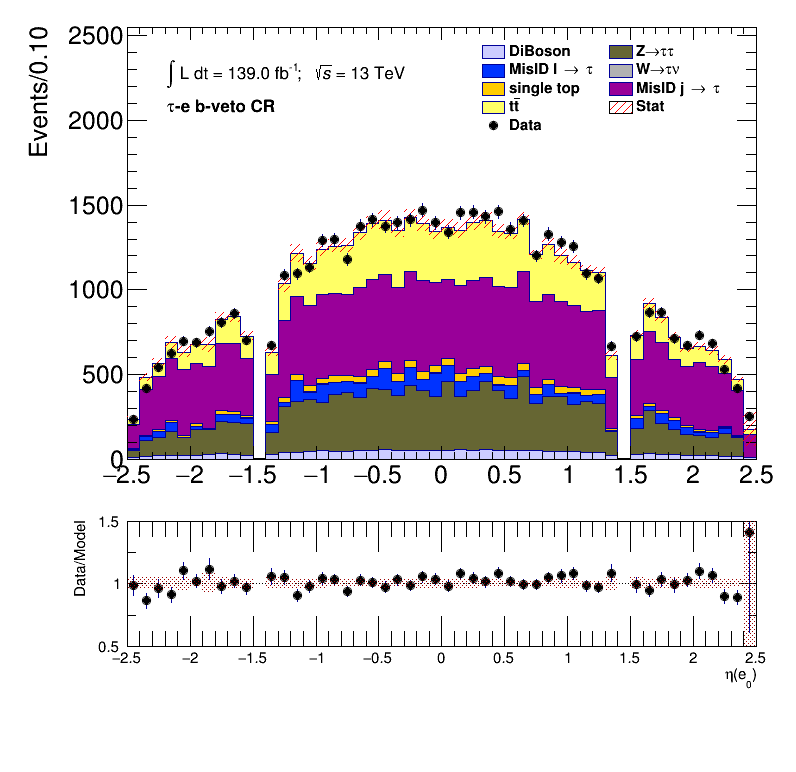 2500
2000
1500
1000
500
0
Events/0.10
∫ L dt = 139.0 fb⁻¹; √s = 13 TeV
τ-e b-veto CR
DiBoson
MisID l → τ
single top
tt̄
Data
Z→ττ
W→τν
MisID j → τ
Stat
−2.5 −2 −1.5 −1 −0.5 0 0.5 1 1.5 2 2.5
Data/Model
1.5
1
0.5
−2.5 −2 −1.5 −1 −0.5 0 0.5 1 1.5 2 2.5
η(e₀)